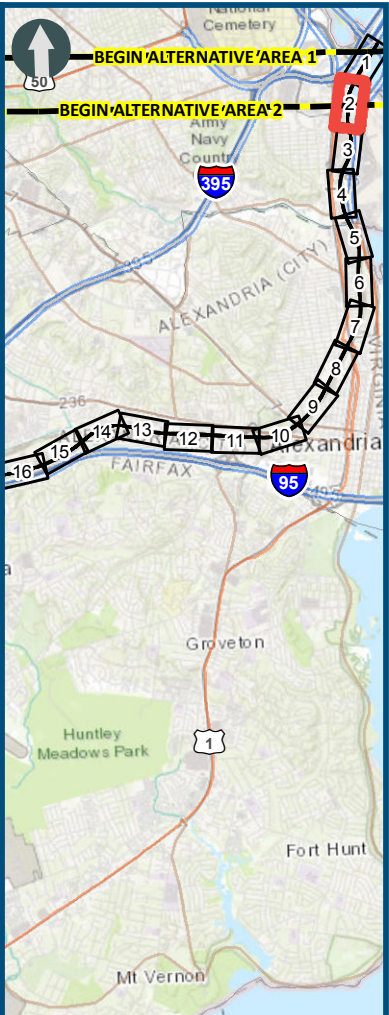 National
Cemetery
50
BEGIN ALTERNATIVE AREA 1
1
BEGIN ALTERNATIVE AREA 2
2
Army
Navy
Country
3
395
4
5
395
ALEXANDRIA (CITY)
6
7
VIRGINIA
8
236
9
Alexandria
10
11
12
13
14
15
16
FAIRFAX
95
495
a
Groveton
1
Huntley
Meadows Park
Fort Hunt
Mt Vernon